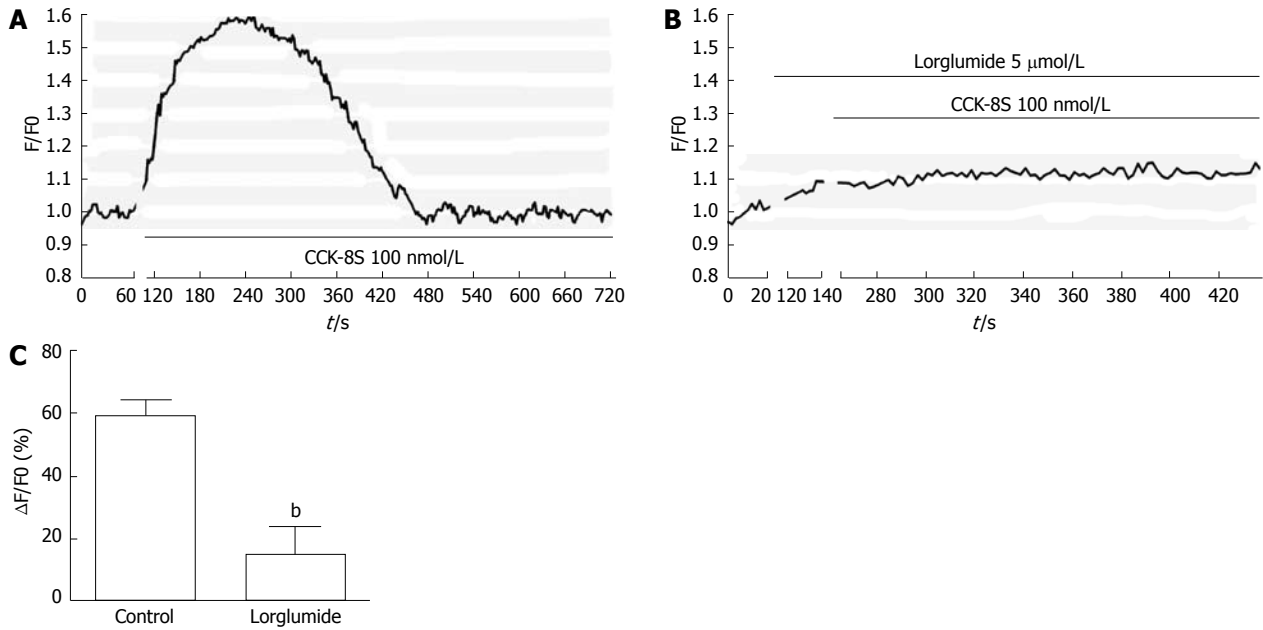 A
F/F0
1.6
1.5
1.4
1.3
1.2
1.1
1.0
0.9
0.8
CCK-8S 100 nmol/L
0 60 120 180 240 300 360 420 480 540 600 660 720
t/s
B
F/F0
1.6
1.5
1.4
1.3
1.2
1.1
1.0
0.9
0.8
Lorglumide 5 μmol/L
CCK-8S 100 nmol/L
0 20 120 140 280 300 320 340 360 380 400 420
t/s
C
ΔF/F0 (%)
80
60
40
20
0
b
Control Lorglumide